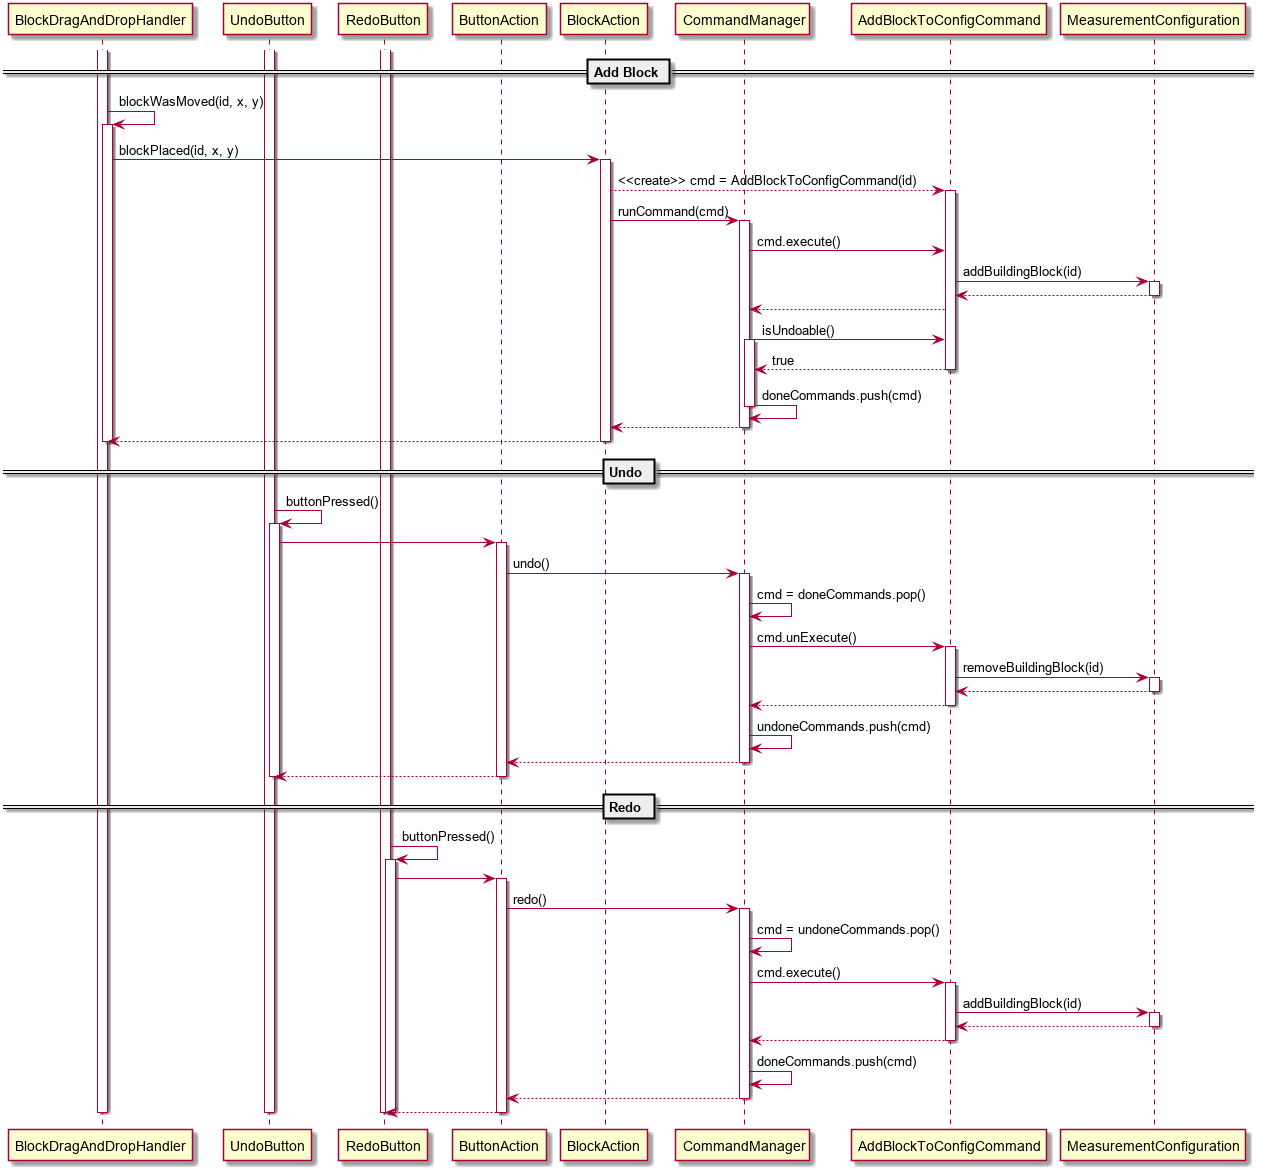 BlockDragAndDropHandler UndoButton RedoButton ButtonAction BlockAction CommandManager AddBlockToConfigCommand MeasurementConfiguration
Add Block
blockWasMoved(id, x, y)
blockPlaced(id, x, y)
<<create>> cmd = AddBlockToConfigCommand(id)
runCommand(cmd)
cmd.execute()
addBuildingBlock(id)
isUndoable()
true
doneCommands.push(cmd)
Undo
buttonPressed()
undo()
cmd = doneCommands.pop()
cmd.unExecute()
removeBuildingBlock(id)
undoneCommands.push(cmd)
Redo
buttonPressed()
redo()
cmd = undoneCommands.pop()
cmd.execute()
addBuildingBlock(id)
doneCommands.push(cmd)
BlockDragAndDropHandler UndoButton RedoButton ButtonAction BlockAction CommandManager AddBlockToConfigCommand MeasurementConfiguration